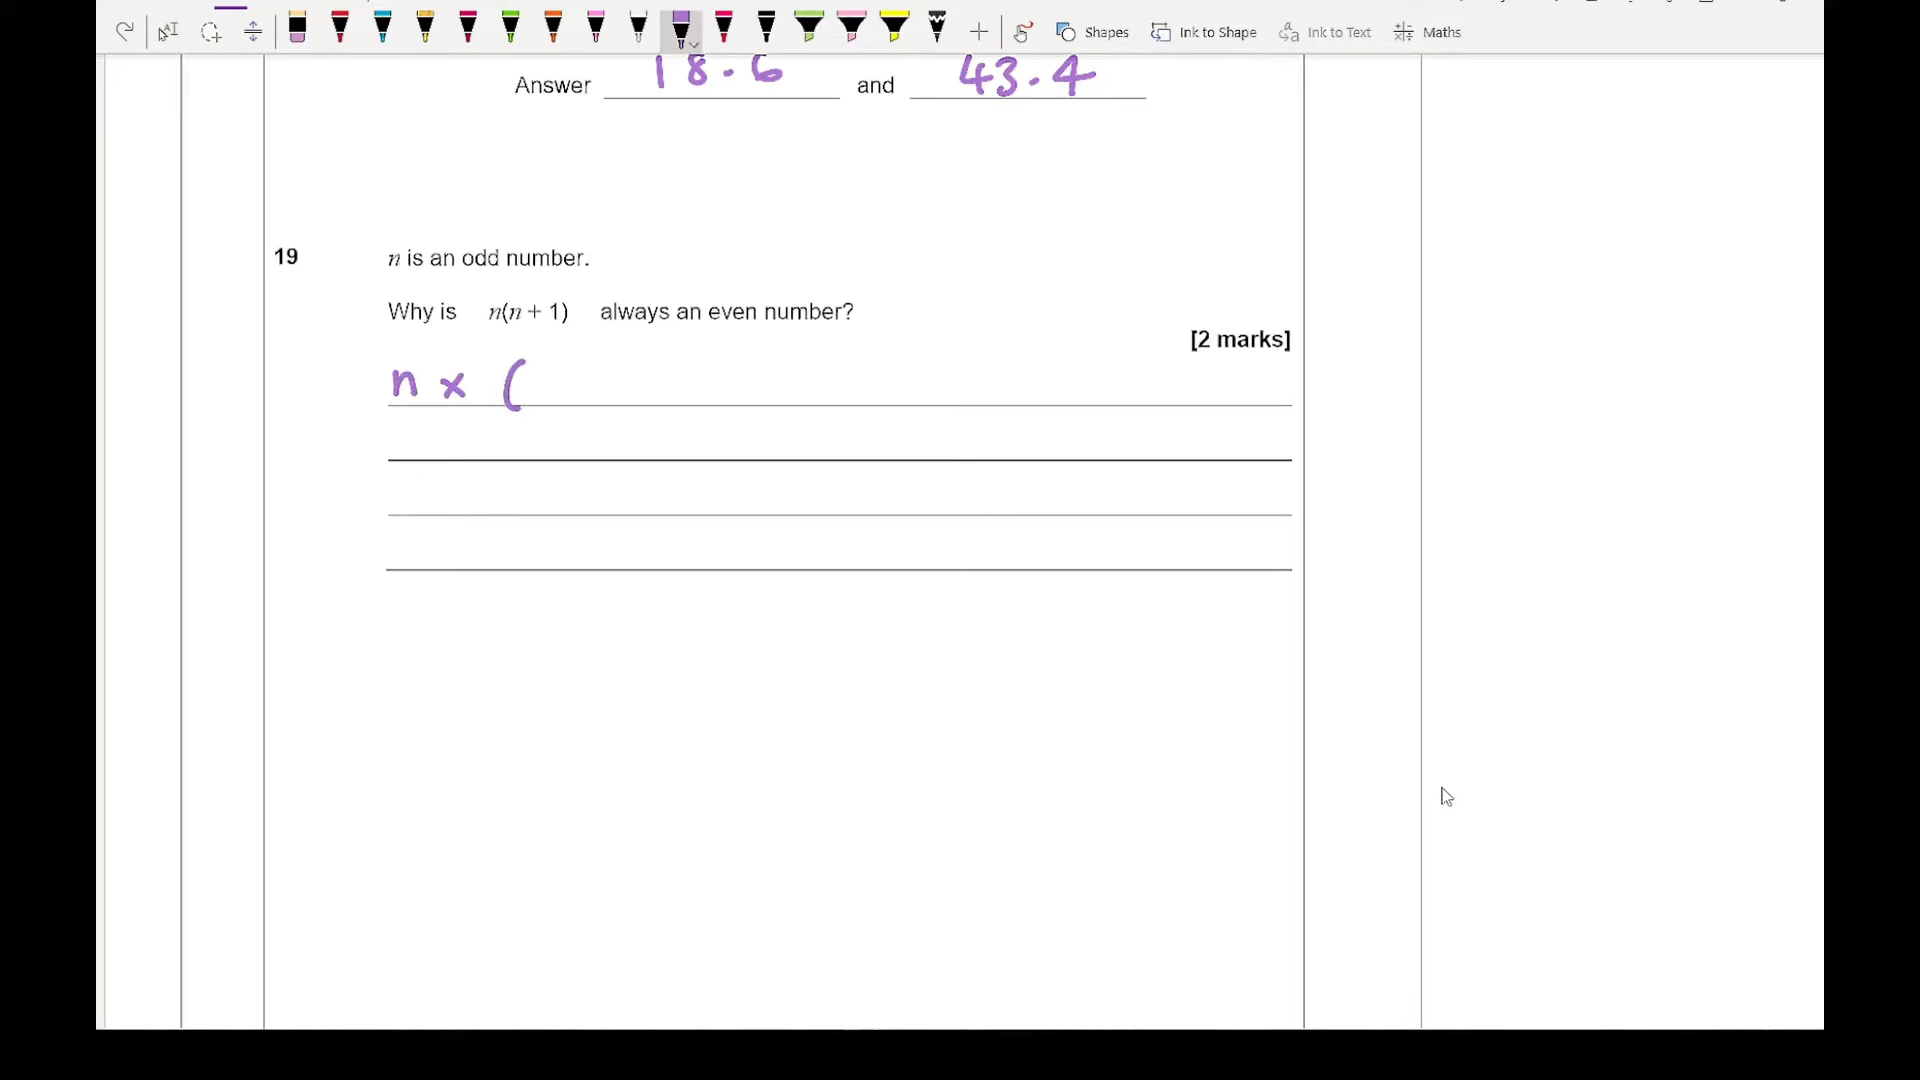 Shapes Ink to Shape Ink to Text Maths
Answer 18.6 and 43.4
19 n is an odd number.
Why is n(n + 1) always an even number?
[2 marks]
n x (